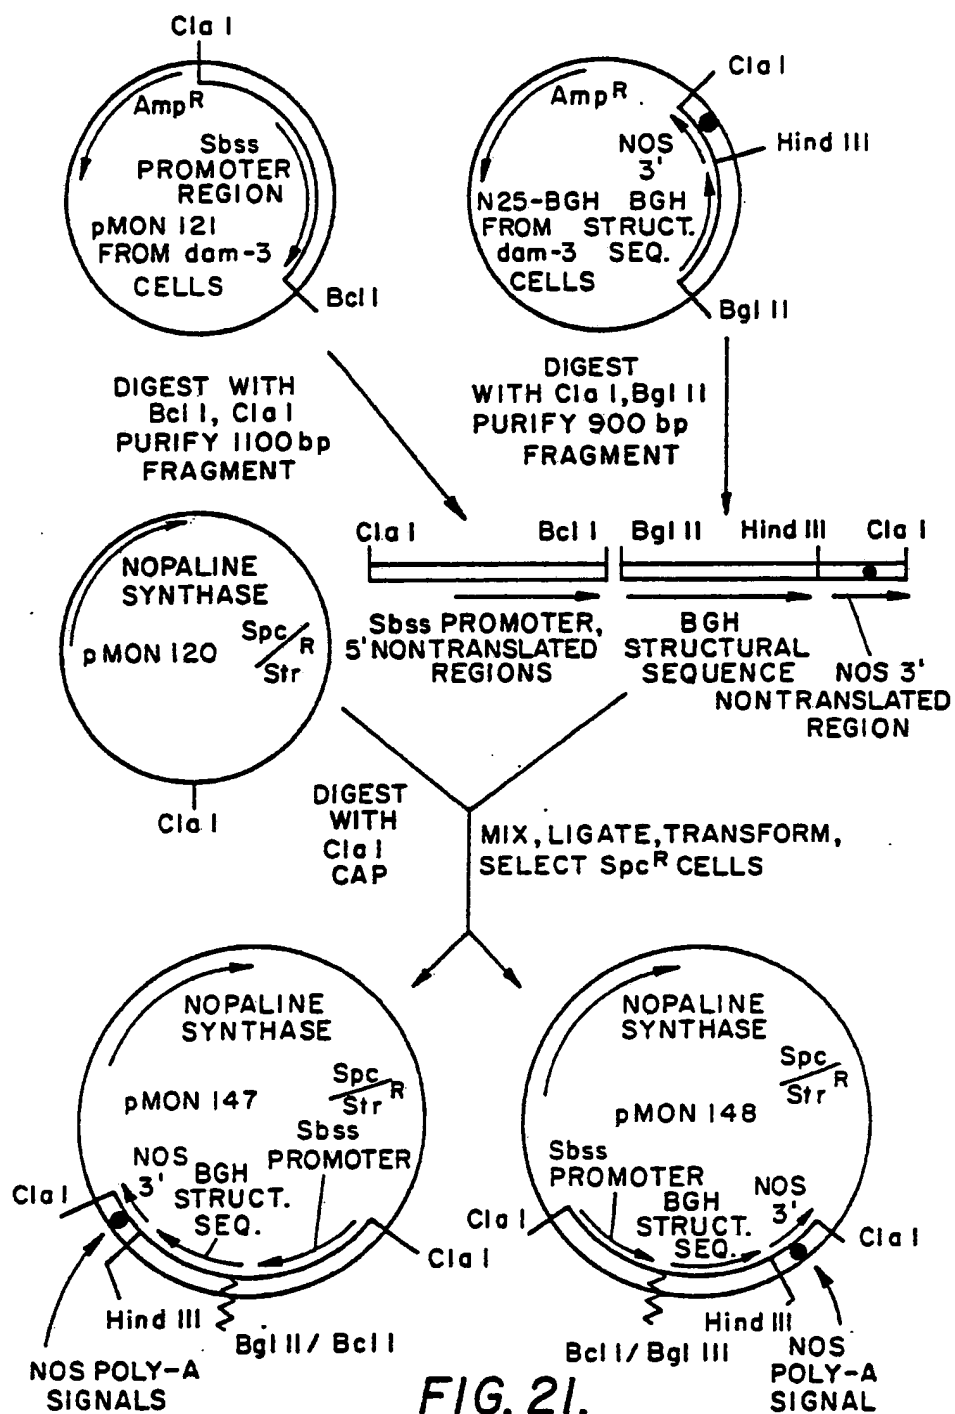 Cla I
Amp R
Sbss
PROMOTER
REGION
pMON 121
FROM dam-3
CELLS
Bcl I
Cla I
Amp R
NOS
3'
Hind III
N25-BGH
FROM
dam-3
CELLS
BGH
STRUCT.
SEQ.
Bgl II
DIGEST WITH
Bcl I, Cla I
PURIFY 1100 bp
FRAGMENT
DIGEST
WITH Cla I, Bgl II
PURIFY 900 bp
FRAGMENT
NOPALINE
SYNTHASE
pMON 120
Spc/Str R
Cla I
Cla I
Bcl I
Bgl II
Hind III
Cla I
Sbss PROMOTER,
5' NONTRANSLATED
REGIONS
BGH
STRUCTURAL
SEQUENCE
NOS 3'
NONTRANSLATED
REGION
DIGEST
WITH
Cla I
CAP
MIX, LIGATE, TRANSFORM,
SELECT Spc R CELLS
NOPALINE
SYNTHASE
pMON 147
Spc/Str R
Sbss
PROMOTER
NOS
3'
BGH
STRUCT.
SEQ.
Cla I
Cla I
Hind III
Bgl II / Bcl I
NOS POLY-A
SIGNALS
NOPALINE
SYNTHASE
Spc/Str R
pMON 148
Sbss
PROMOTER
BGH
STRUCT.
SEQ.
NOS
3'
Cla I
Cla I
Hind III
Bcl I / Bgl III
NOS
POLY-A
SIGNAL
FIG. 21.